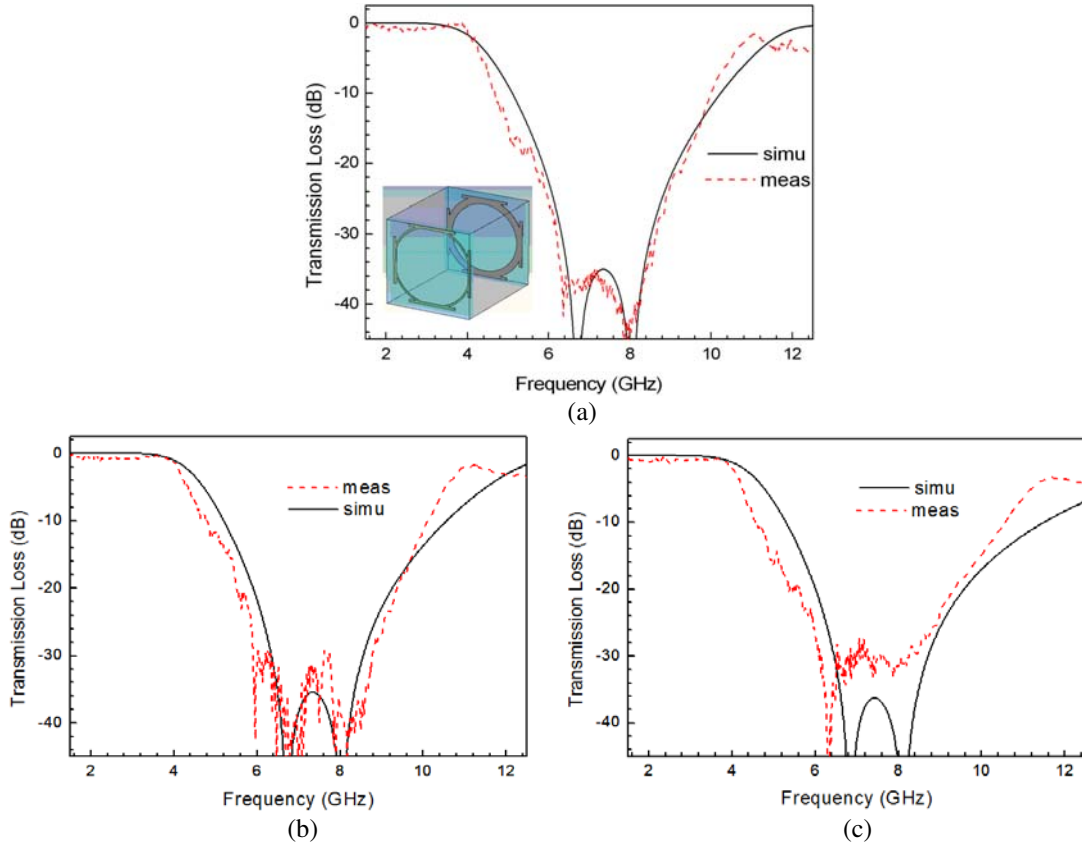 0
-10
-20
-30
-40
Transmission Loss (dB)
simu
meas
2 4 6 8 10 12
Frequency (GHz)
(a)
0
-10
-20
-30
-40
Transmission Loss (dB)
meas
simu
2 4 6 8 10 12
Frequency (GHz)
(b)
0
-10
-20
-30
-40
Transmission Loss (dB)
simu
meas
2 4 6 8 10 12
Frequency (GHz)
(c)